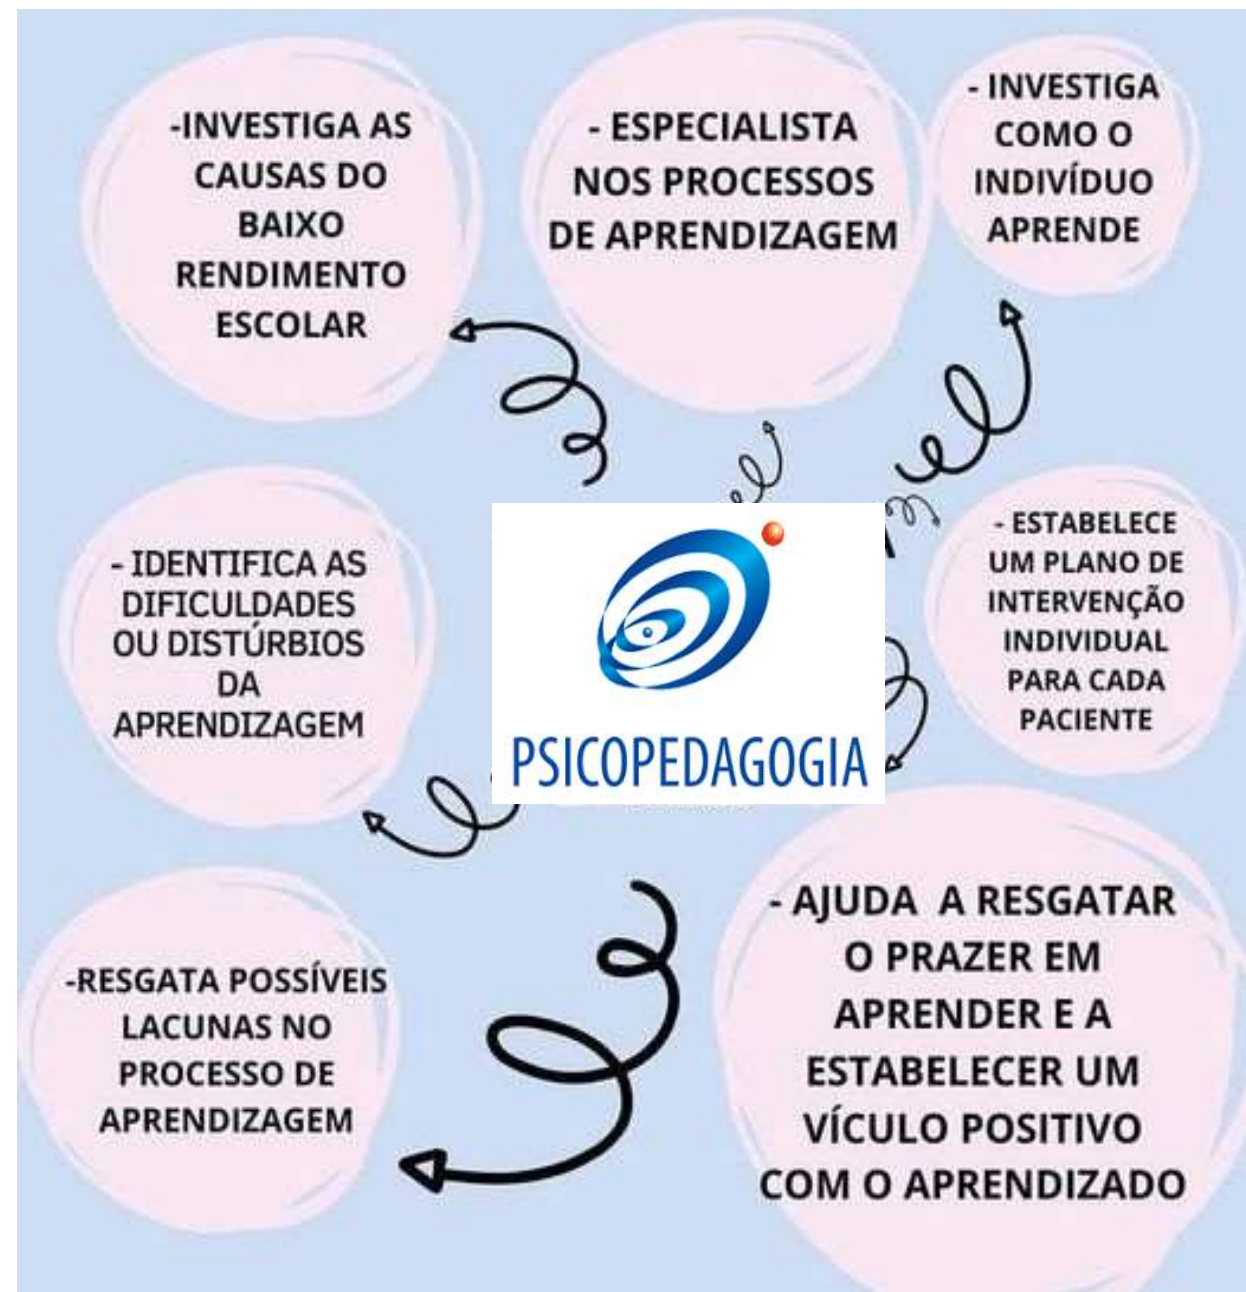 -INVESTIGA AS
CAUSAS DO
BAIXO
RENDIMENTO
ESCOLAR
- ESPECIALISTA
NOS PROCESSOS
DE APRENDIZAGEM
- INVESTIGA
COMO O
INDIVÍDUO
APRENDE
- IDENTIFICA AS
DIFICULDADES
OU DISTÚRBIOS
DA
APRENDIZAGEM
PSICOPEDAGOGIA
- ESTABELECE
UM PLANO DE
INTERVENÇÃO
INDIVIDUAL
PARA CADA
PACIENTE
-RESGATA POSSÍVEIS
LACUNAS NO
PROCESSO DE
APRENDIZAGEM
- AJUDA A RESGATAR
O PRAZER EM
APRENDER E A
ESTABELECER UM
VÍCULO POSITIVO
COM O APRENDIZADO